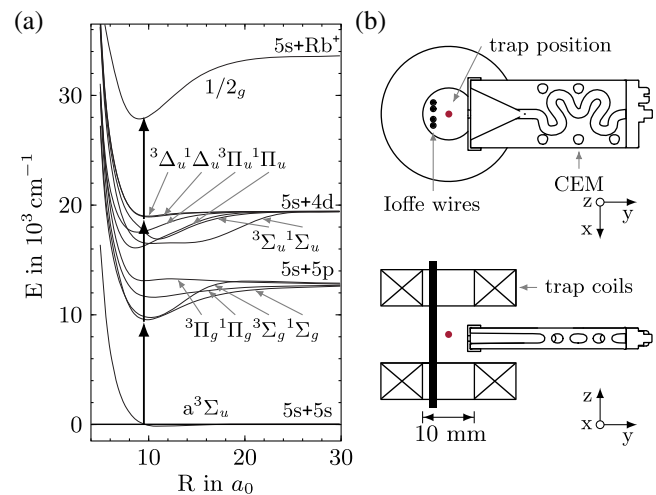 (a)
E in 10³ cm⁻¹
30
20
10
0
5s+Rb⁺
1/2g
³Δᵤ¹Δᵤ³Πᵤ¹Πᵤ
5s+4d
³Σᵤ¹Σᵤ
5s+5p
³Πg¹Πg³Σg¹Σg
a³Σᵤ
5s+5s
10
20
30
R in a₀
(b)
trap position
Ioffe wires
CEM
z
y
x
trap coils
10 mm
z
x
y